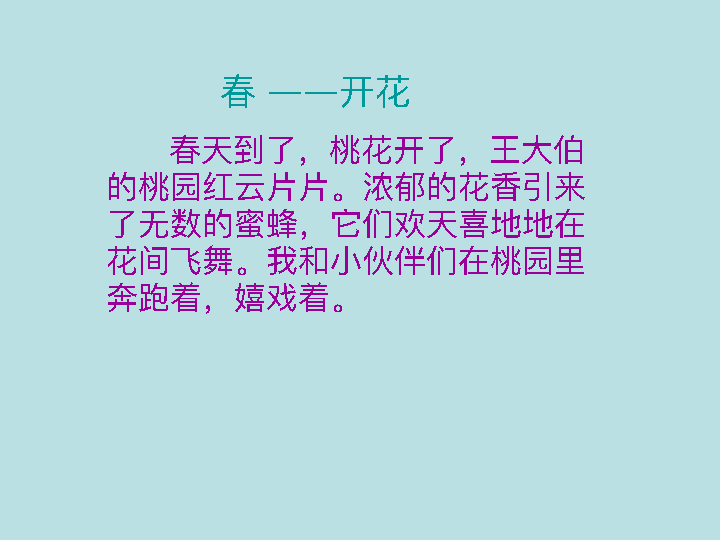 春 ——开花
春天到了，桃花开了，王大伯
的桃园红云片片。浓郁的花香引来
了无数的蜜蜂，它们欢天喜地地在
花间飞舞。我和小伙伴们在桃园里
奔跑着，嬉戏着。